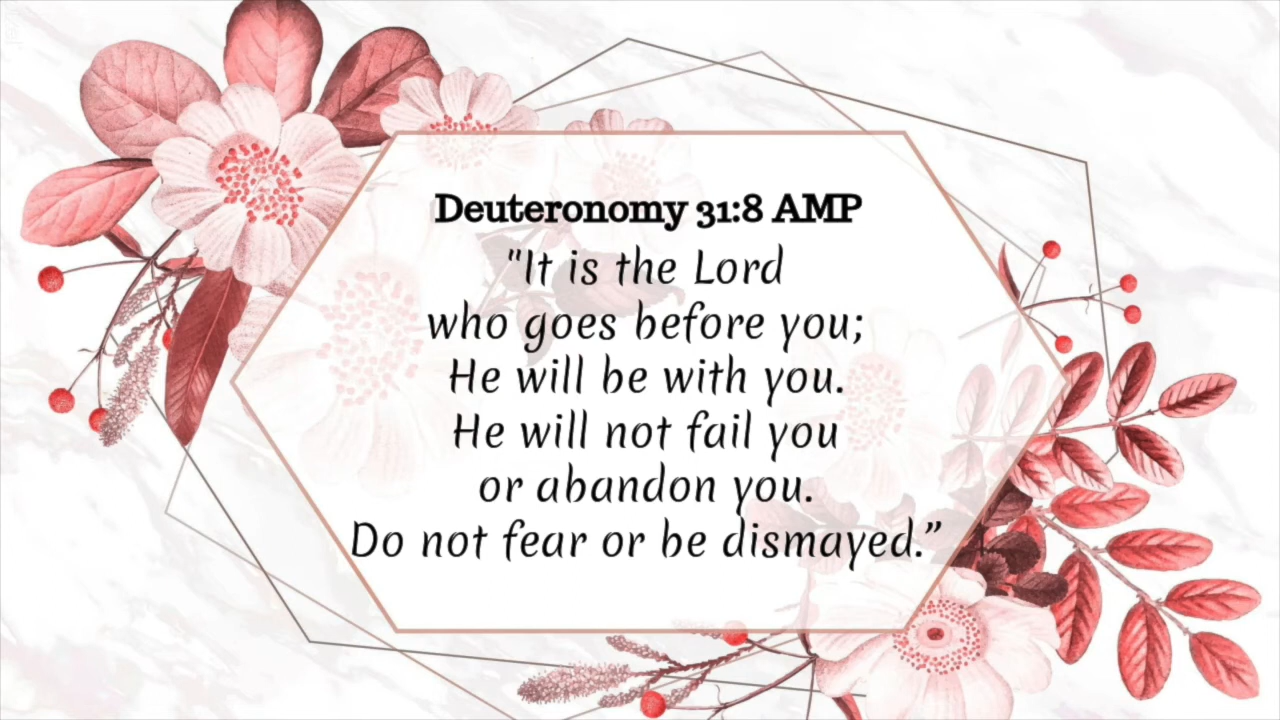 Deuteronomy 31:8 AMP
"It is the Lord
who goes before you;
He will be with you.
He will not fail you
or abandon you.
Do not fear or be dismayed.”